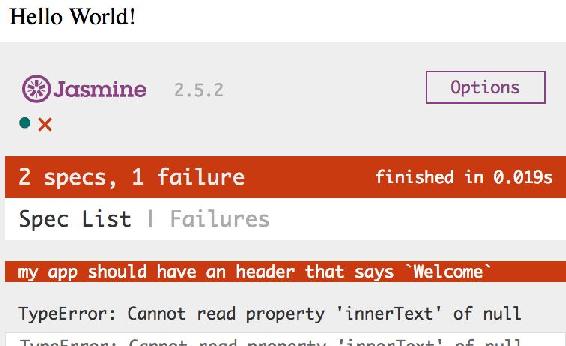 Hello World!
Jasmine 2.5.2 Options
2 specs, 1 failure finished in 0.019s
Spec List | Failures
my app should have an header that says `Welcome`
TypeError: Cannot read property 'innerText' of null
TypeError: Cannot read property 'innerText' of null